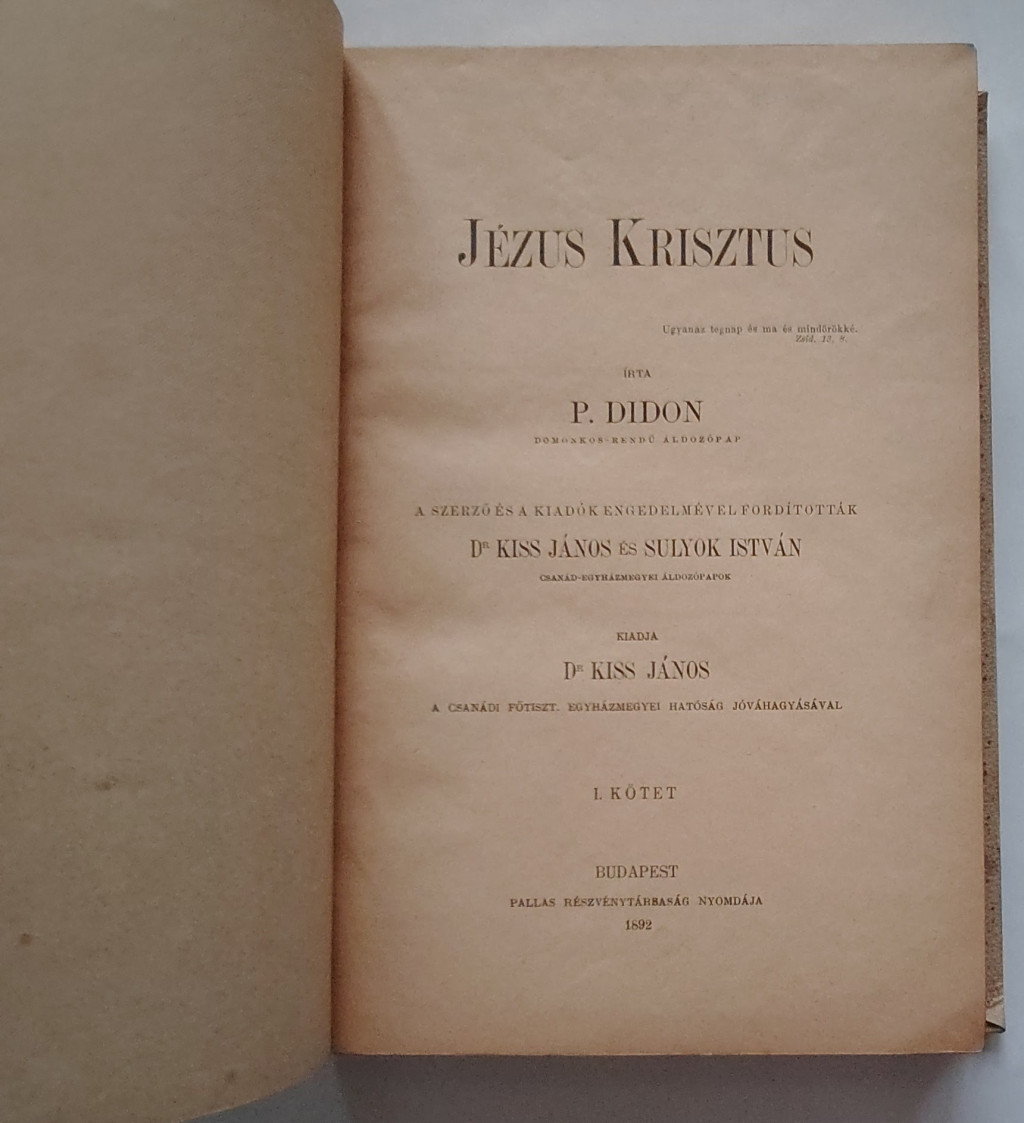 JÉZUS KRISZTUS
Ugyanaz tegnap és ma és mindörökké.
Zsid. 13, 8.
ÍRTA
P. DIDON
DOMONKOS-RENDŰ ÁLDOZÓPAP
A SZERZŐ ÉS A KIADÓK ENGEDELMÉVEL FORDÍTOTTÁK
Dr. KISS JÁNOS ÉS SULYOK ISTVÁN
CSANÁD-EGYHÁZMEGYEI ÁLDOZÓPAPOK
KIADJA
Dr. KISS JÁNOS
A CSANÁDI FŐTISZT. EGYHÁZMEGYEI HATÓSÁG JÓVÁHAGYÁSÁVAL
I. KÖTET
BUDAPEST
PALLAS RÉSZVÉNYTÁRSASÁG NYOMDÁJA
1892